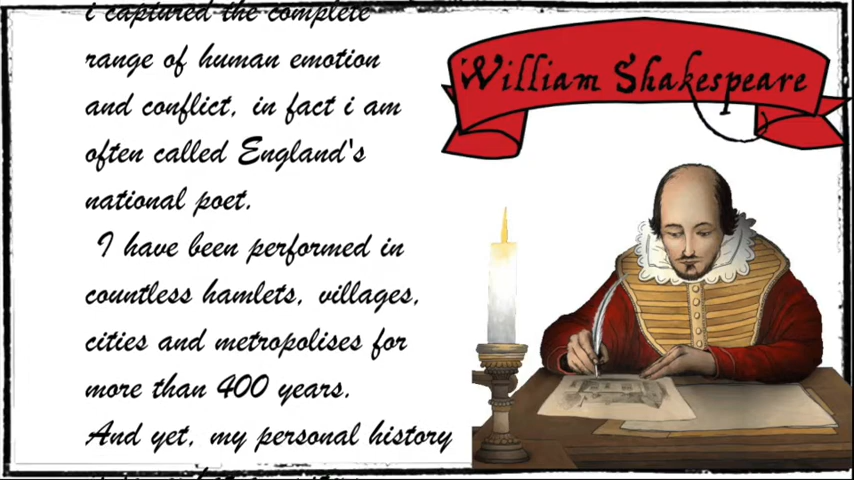 i captured the complete
range of human emotion
and conflict, in fact i am
often called England's
national poet.
I have been performed in
countless hamlets, villages,
cities and metropolises for
more than 400 years.
And yet, my personal history
William Shakespeare